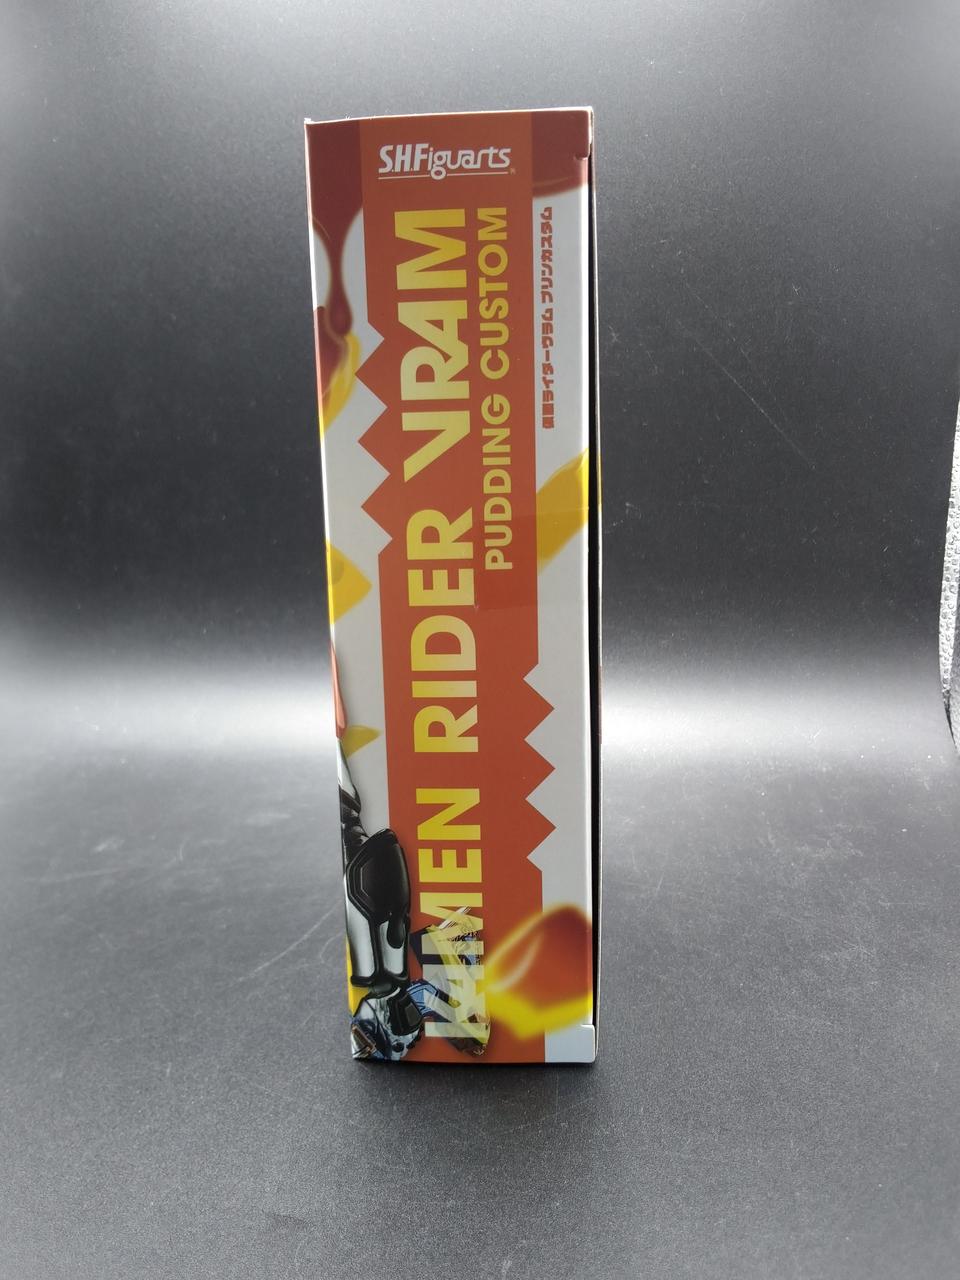 S.H.Figuarts
KAMEN RIDER VRAM
PUDDING CUSTOM
仮面ライダーヴラム プリンカスタム